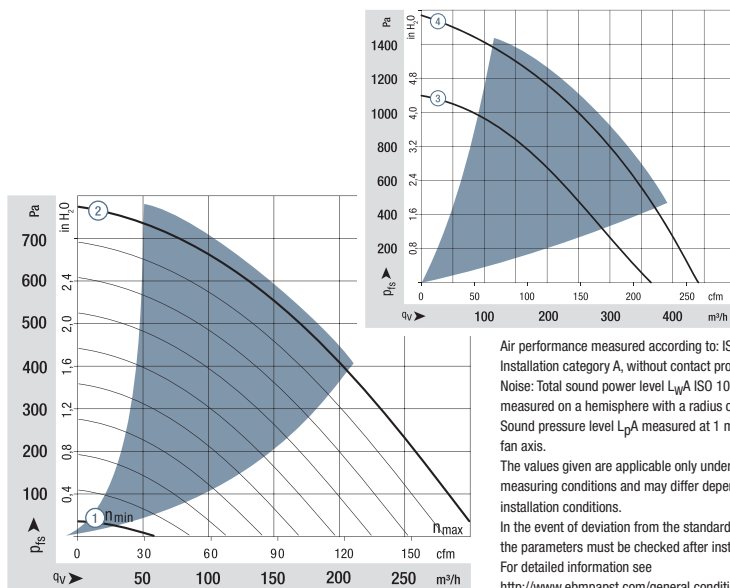 Pa
in H2O
1400
1200
1000
800
600
400
200
4,8
4,0
3,2
2,4
1,6
0,8
4
3
pfs ➤
0 50 100 150 200 250 cfm
qV ➤ 100 200 300 400 m³/h
Pa
in H2O
700
600
500
400
300
200
100
2,4
2,0
1,6
1,2
0,8
0,4
2
1 nmin
nmax
pfs ➤
0 30 60 90 120 150 cfm
qV ➤ 50 100 150 200 250 m³/h
Air performance measured according to:
Installation category A, without contact
Noise: Total sound power level LWA ISO
measured on a hemisphere with a radius
Sound pressure level LpA measured at 1
fan axis.
The values given are applicable only under
measuring conditions and may differ
installation conditions.
In the event of deviation from the standard
the parameters must be checked after
For detailed information see